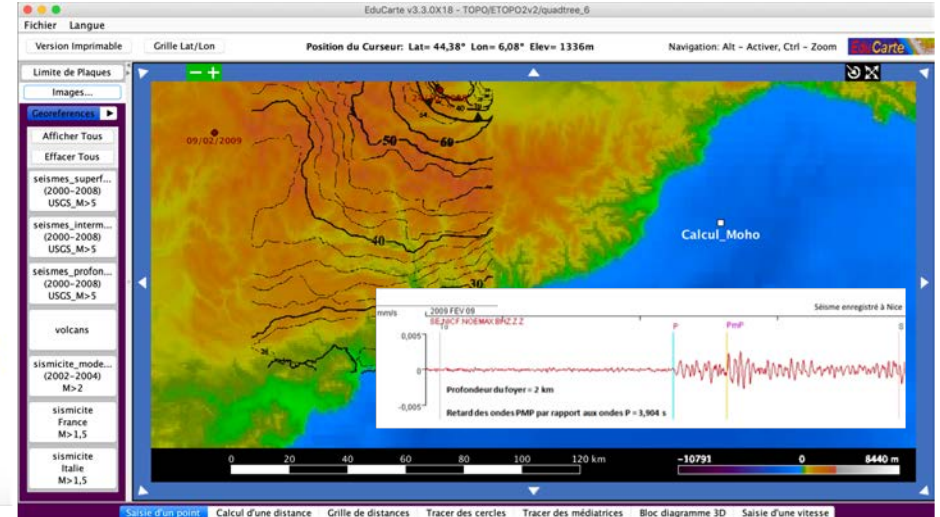 EduCarte v3.3.0X18 - TOPO/ETOPO2v2/quadtree_6
Fichier Langue
Version Imprimable Grille Lat/Lon Position du Curseur: Lat= 44,38° Lon= 6,08° Elev= 1336m Navigation: Alt - Activer, Ctrl - Zoom EduCarte
Limite de Plaques
Images...
Georeferences
Afficher Tous
Effacer Tous
seismes_superf...
(2000-2008)
USGS_M>5
seismes_interm...
(2000-2008)
USGS_M>5
seismes_profon...
(2000-2008)
USGS_M>5
volcans
sismicite_mode...
(2002-2004)
M>2
sismicite
France
M>1,5
sismicite
Italie
M>1,5
09/02/2009
50 60
40
30
Calcul_Moho
2009 FEV 09 Séisme enregistré à Nice
mm/s
SE.NICF NOEMAX.BHZ.Z.Z
To P PmP S
0,005
0
-0,005
Profondeur du foyer = 2 km
Retard des ondes PMP par rapport aux ondes P = 3,904 s
0 20 40 60 80 100 120 km
-10791 0 6440 m
Saisie d'un point Calcul d'une distance Grille de distances Tracer des cercles Tracer des médiatrices Bloc diagramme 3D Saisie d'une vitesse